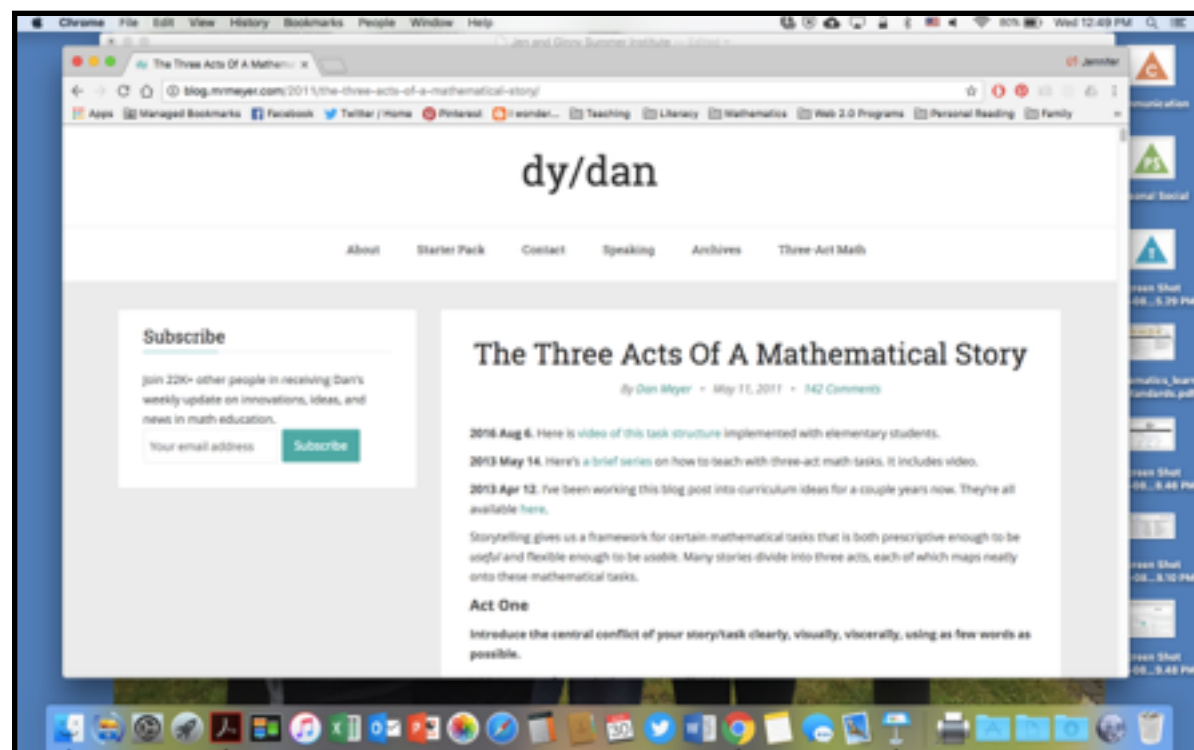 Chrome File Edit View History Bookmarks People Window Help
80% Wed 12:49 PM
Jen and Ginny Summer Institute — Edited
The Three Acts Of A Mathem
Jennifer
blog.mrmeyer.com/2011/the-three-acts-of-a-mathematical-story/
Apps Managed Bookmarks Facebook Twitter / Home Pinterest I wonder... Teaching Literacy Mathematics Web 2.0 Programs Personal Reading Family
dy/dan
About Starter Pack Contact Speaking Archives Three-Act Math
Subscribe
Join 22K+ other people in receiving Dan's
weekly update on innovations, ideas, and
news in math education.
Your email address Subscribe
The Three Acts Of A Mathematical Story
By Dan Meyer • May 11, 2011 • 142 Comments
2016 Aug 6. Here is video of this task structure implemented with elementary students.
2013 May 14. Here's a brief series on how to teach with three-act math tasks. It includes video.
2013 Apr 12. I've been working this blog post into curriculum ideas for a couple years now. They're all
available here.
Storytelling gives us a framework for certain mathematical tasks that is both prescriptive enough to be
useful and flexible enough to be usable. Many stories divide into three acts, each of which maps neatly
onto these mathematical tasks.
Act One
Introduce the central conflict of your story/task clearly, visually, viscerally, using as few words as
possible.
C
PS
T
30